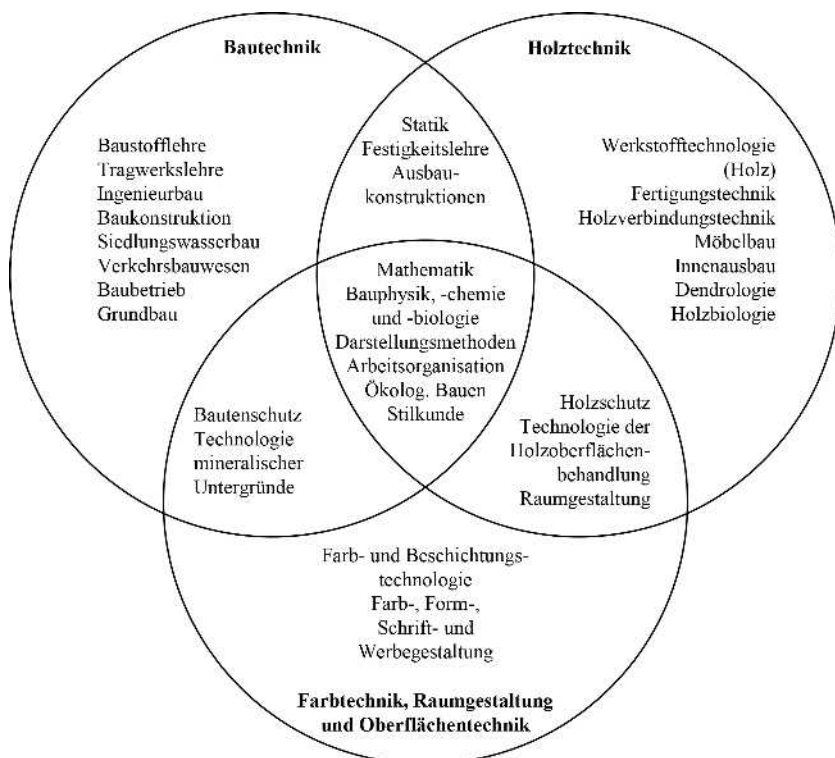 Bautechnik
Holztechnik
Baustofflehre
Tragwerkslehre
Ingenieurbau
Baukonstruktion
Siedlungswasserbau
Verkehrsbauwesen
Baubetrieb
Grundbau
Statik
Festigkeitslehre
Ausbau-
konstruktionen
Werkstofftechnologie
(Holz)
Fertigungstechnik
Holzverbindungstechnik
Möbelbau
Innenausbau
Dendrologie
Holzbiologie
Mathematik
Bauphysik, -chemie
und -biologie
Darstellungsmethoden
Arbeitsorganisation
Ökolog. Bauen
Stilkunde
Bautenschutz
Technologie
mineralischer
Untergründe
Holzschutz
Technologie der
Holzoberflächen-
behandlung
Raumgestaltung
Farb- und Beschichtungs-
technologie
Farb-, Form-,
Schrift- und
Werbegestaltung
Farbtechnik, Raumgestaltung
und Oberflächentechnik